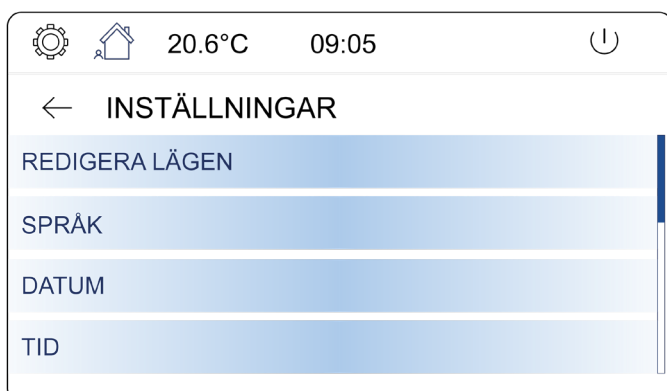 20.6°C 09:05
INSTÄLLNINGAR
REDIGERA LÄGEN
SPRÅK
DATUM
TID